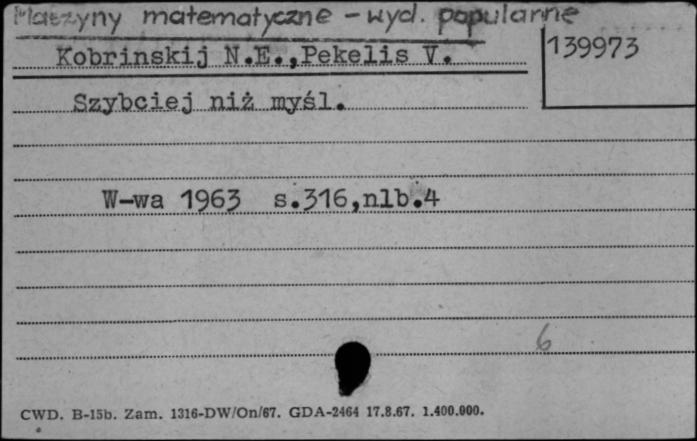 Maszyny matematyczne - wyd. popularne
Kobrinskij N.E., Pekelis V.
139973
Szybciej niż myśl.
W-wa 1963 s.316,nlb.4
6
CWD. B-15b. Zam. 1316-DW/On/67. GDA-2464 17.8.67. 1.400.000.